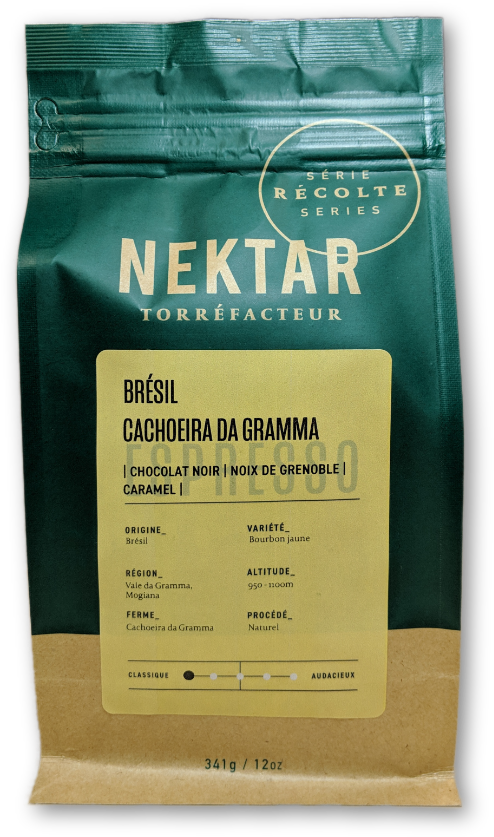 SÉRIE
RÉCOLTE
SERIES
NEKTAR
TORRÉFACTEUR
BRÉSIL
CACHOEIRA DA GRAMMA
ESPRESSO
| CHOCOLAT NOIR | NOIX DE GRENOBLE |
CARAMEL |
ORIGINE_
Brésil
VARIÉTÉ_
Bourbon jaune
RÉGION_
Vale da Gramma,
Mogiana
ALTITUDE_
950-1100m
FERME_
Cachoeira da Gramma
PROCÉDÉ_
Naturel
CLASSIQUE
AUDACIEUX
341g / 12oz